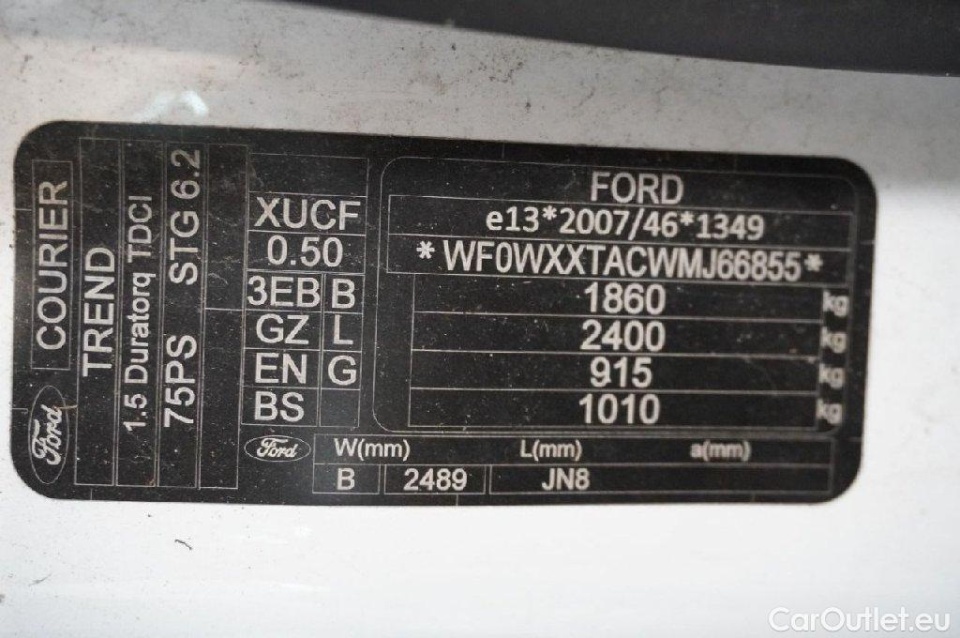 COURIER
TREND
1.5 Duratorq TDCI
75PS STG 6.2
Ford
XUCF
0.50
3EB B
GZ L
EN G
BS
FORD
e13*2007/46*1349
*WF0WXXTACWMJ66855*
1860 kg
2400 kg
915 kg
1010 kg
Ford W(mm) L(mm) a(mm)
B 2489 JN8
CarOutlet.eu